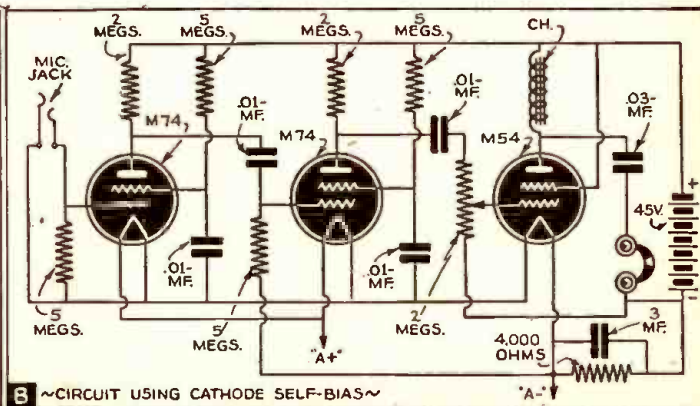 2
MEGS.
5
MEGS.
2
MEGS.
5
MEGS.
CH.
MIC.
JACK
M74
.01-
MF.
M74
.01-
MF.
M54
.03-
MF.
+
45V.
-
.01-
MF.
.01-
MF.
5
MEGS.
5
MEGS.
2
MEGS.
"A+"
4,000
OHMS
3
MF.
B ~CIRCUIT USING CATHODE SELF-BIAS~
"A-"